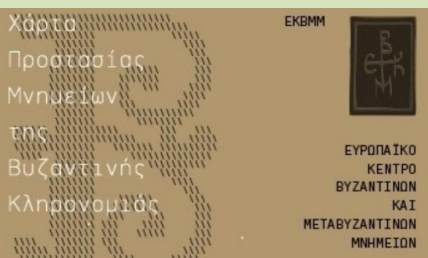 Χάρτα
Προστασίας
Μνημείων
της
Βυζαντινής
Κληρονομιάς
ΕΚΒΜΜ
ΕΥΡΩΠΑΪΚΟ
ΚΕΝΤΡΟ
ΒΥΖΑΝΤΙΝΩΝ
ΚΑΙ
ΜΕΤΑΒΥΖΑΝΤΙΝΩΝ
ΜΝΗΜΕΙΩΝ